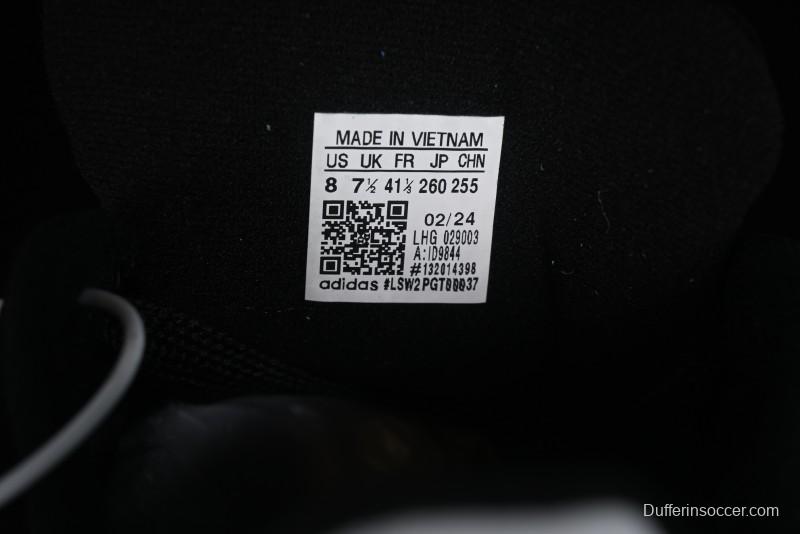 MADE IN VIETNAM
US UK FR JP CHN
8 7½ 41⅓ 260 255
02/24
LHG 029003
A:ID9844
#132014398
adidas #LSW2PGT00037
Dufferinsoccer.com